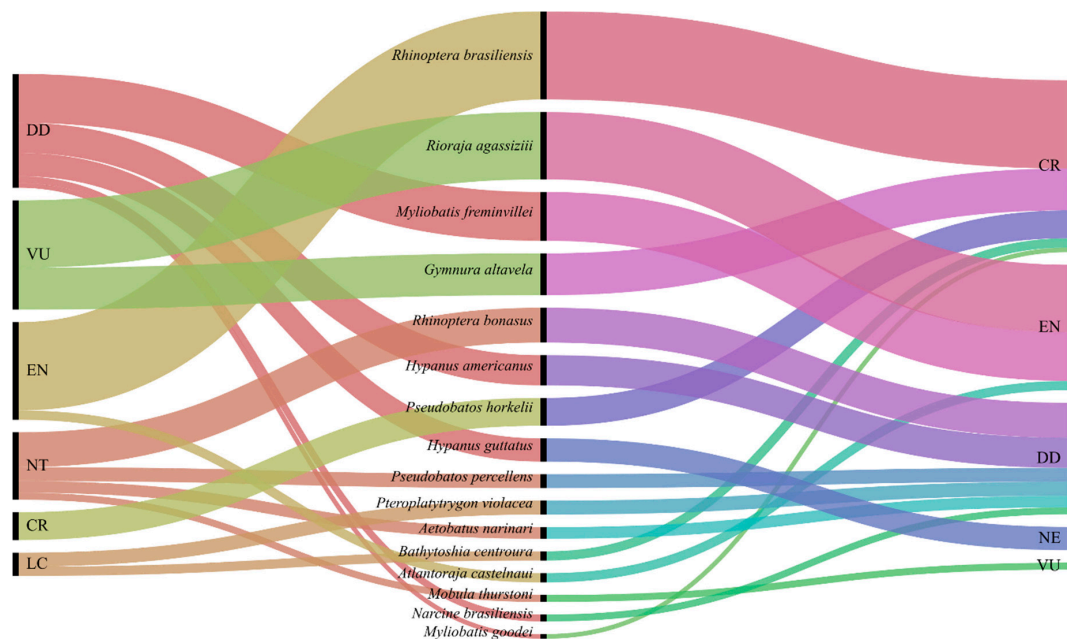 DD
VU
EN
NT
CR
LC
Rhinoptera brasiliensis
Rioraja agassiziii
Myliobatis freminvillei
Gymnura altavela
Rhinoptera bonasus
Hypanus americanus
Pseudobatos horkelii
Hypanus guttatus
Pseudobatos percellens
Pteroplatytrygon violacea
Aetobatus narinari
Bathytoshia centroura
Atlantoraja castelnaui
Mobula thurstoni
Narcine brasiliensis
Myliobatis goodei
CR
EN
DD
NE
VU